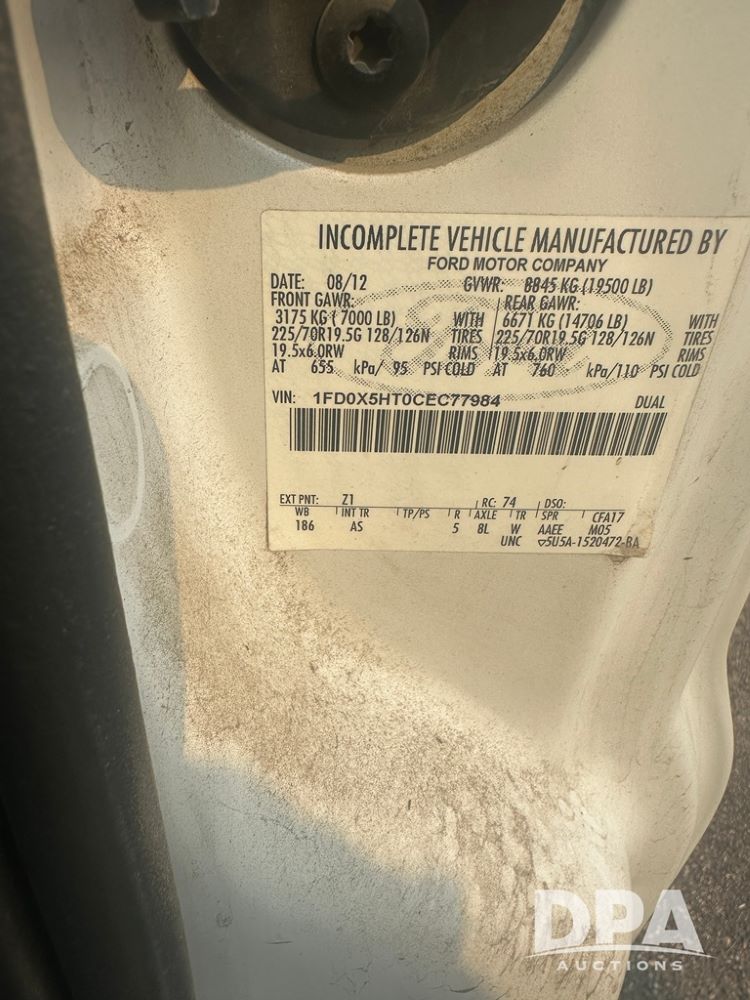 INCOMPLETE VEHICLE MANUFACTURED BY
FORD MOTOR COMPANY
DATE: 08/12 GVWR: 8845 KG (19500 LB)
FRONT GAWR: REAR GAWR:
3175 KG ( 7000 LB) WITH 6671 KG (14706 LB) WITH
225/70R19.5G 128/126N TIRES 225/70R19.5G 128/126N TIRES
19.5x6.0RW RIMS 19.5x6.0RW RIMS
AT 655 kPa/ 95 PSI COLD AT 760 kPa/110 PSI COLD
VIN: 1FD0X5HT0CEC77984 DUAL
EXT PNT: Z1 RC: 74 DSO:
WB INT TR TP/PS R AXLE TR SPR CFA17
186 AS 5 8L W AAEE M05
UNC ▽5U5A-1520472-BA
DPA
AUCTIONS